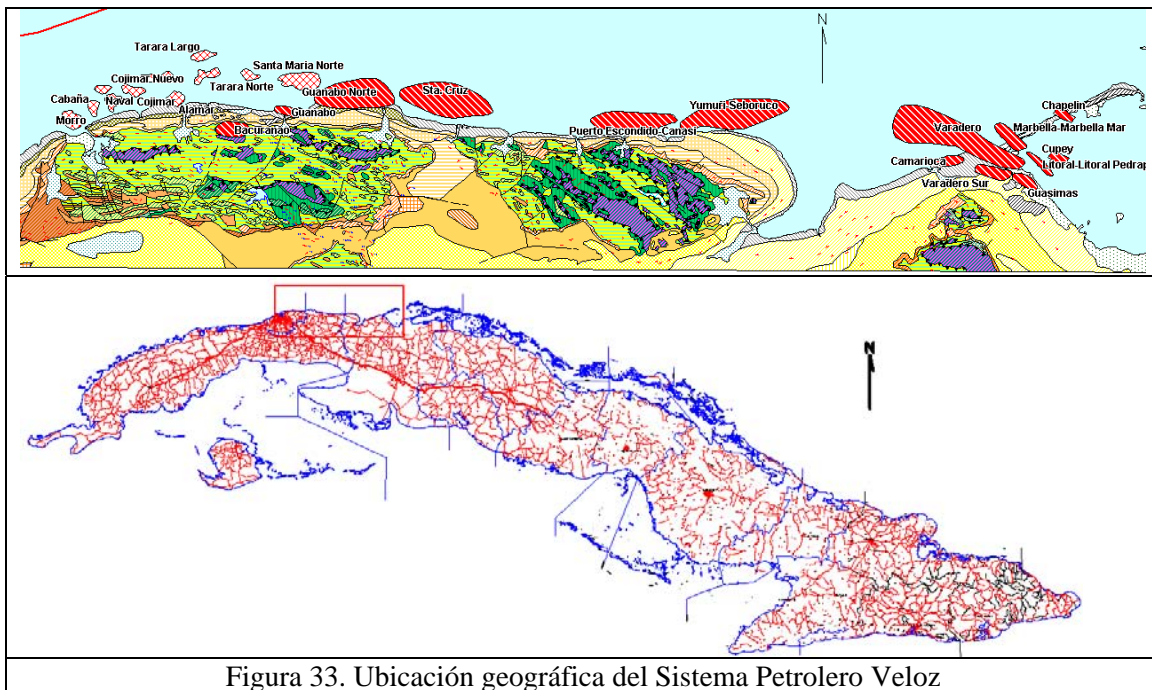 N
Tarara Largo
Santa Maria Norte
Cojimar Nuevo
Tarara Norte
Guanabo Norte
Sta. Cruz
Cabaña
Naval
Cojimar
Alamar
Guanabo
Morro
Bacuranao
Yumurí-Seboruco
Puerto Escondido-Canasí
Chapelin
Varadero
Marbella-Marbella Mar
Cupey
Camarioca
Litoral-Litoral Pedrap
Varadero Sur
Guasimas
N
Figura 33. Ubicación geográfica del Sistema Petrolero Veloz